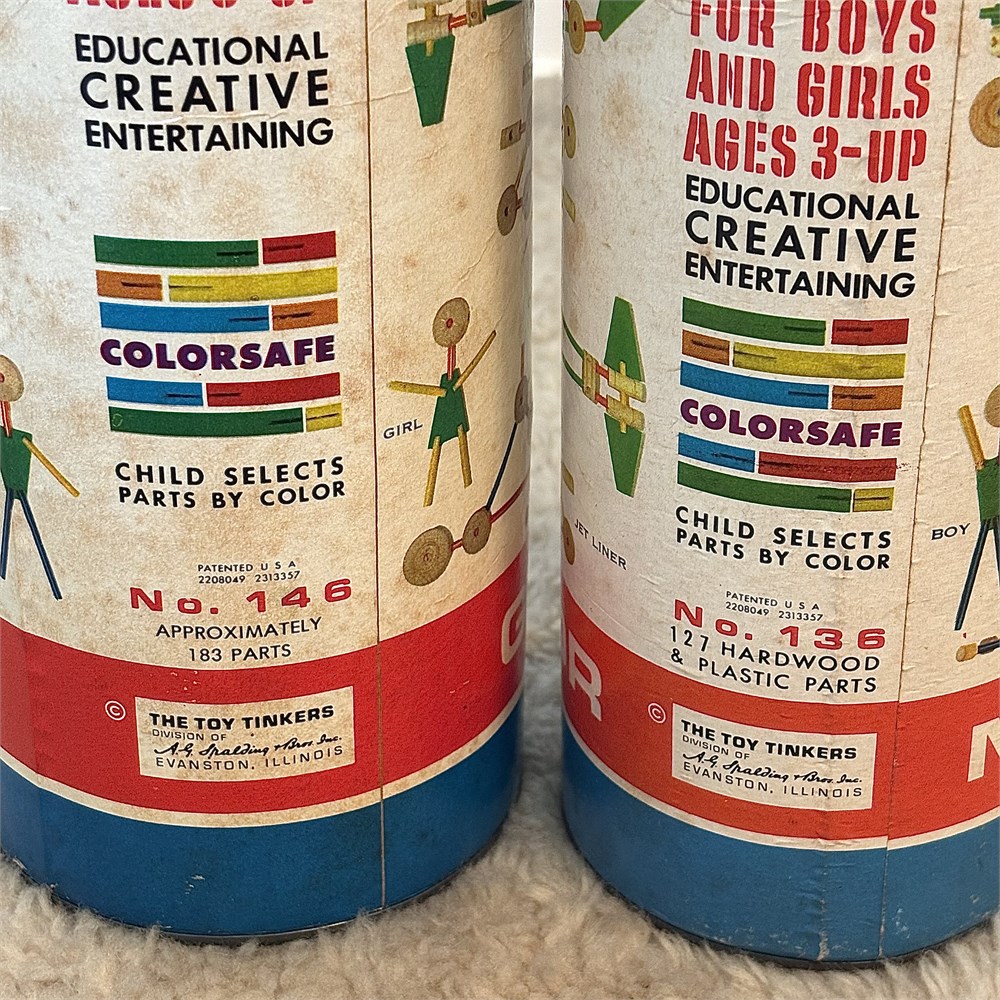 EDUCATIONAL
CREATIVE
ENTERTAINING
COLORSAFE
CHILD SELECTS
PARTS BY COLOR
PATENTED U S A
2208049 2313357
No. 146
APPROXIMATELY
183 PARTS
© THE TOY TINKERS
DIVISION OF
A.G. Spalding & Bros. Inc.
EVANSTON, ILLINOIS
GIRL
JET LINER
FOR BOYS
AND GIRLS
AGES 3-UP
EDUCATIONAL
CREATIVE
ENTERTAINING
COLORSAFE
CHILD SELECTS
PARTS BY COLOR
PATENTED U S A
2208049 2313357
No. 136
127 HARDWOOD
& PLASTIC PARTS
© THE TOY TINKERS
DIVISION OF
A.G. Spalding & Bros. Inc.
EVANSTON, ILLINOIS
BOY